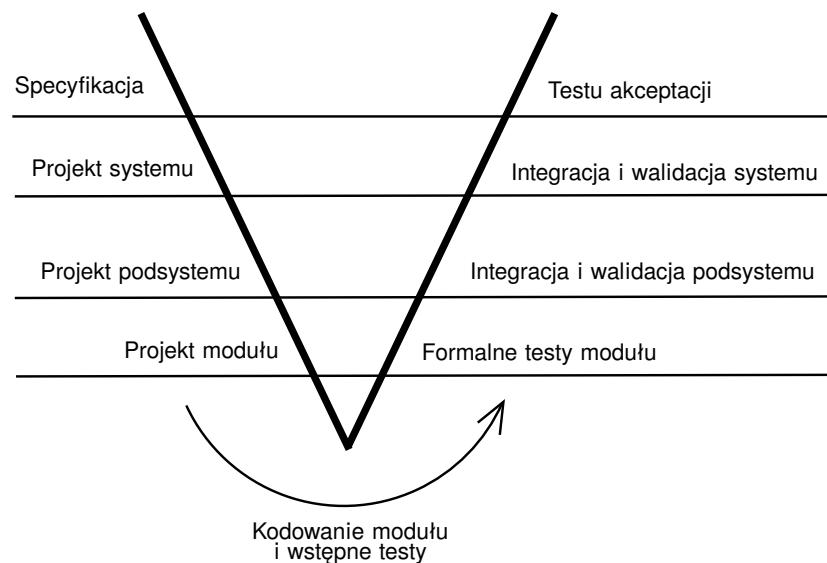 Specyfikacja
Testu akceptacji
Projekt systemu
Integracja i walidacja systemu
Projekt podsystemu
Integracja i walidacja podsystemu
Projekt modułu
Formalne testy modułu
Kodowanie modułu
i wstępne testy